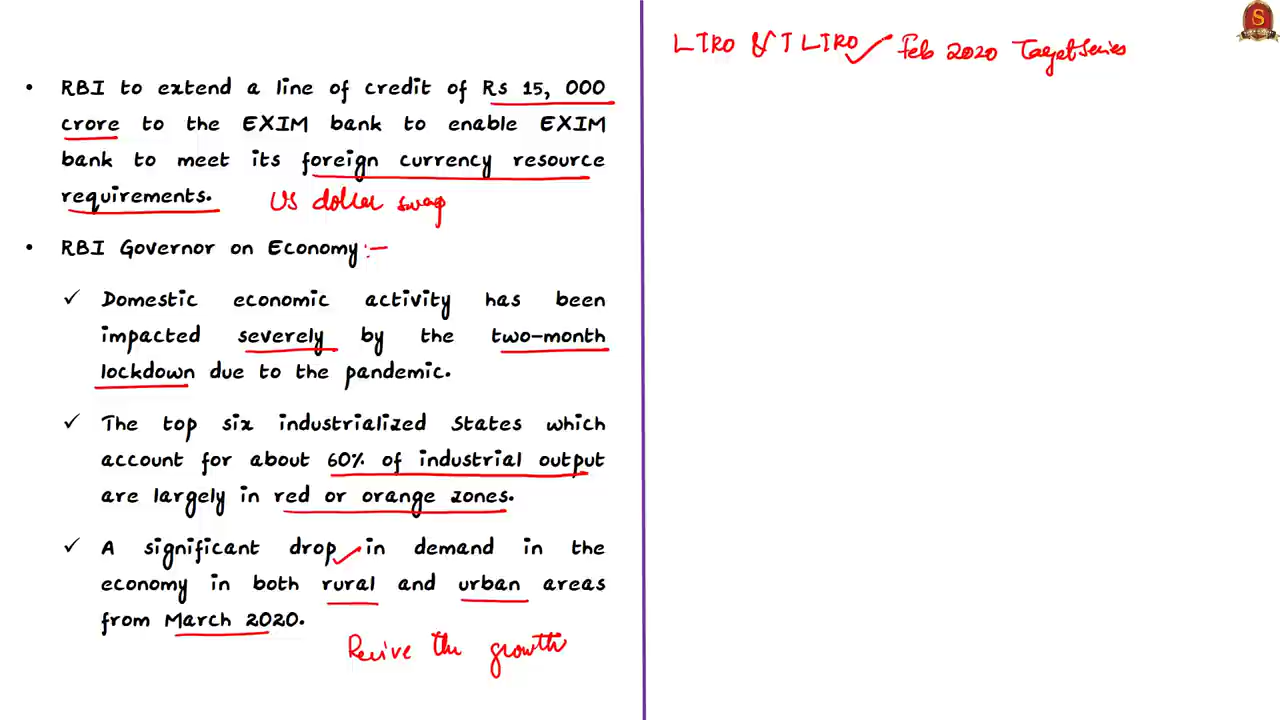 • RBI to extend a line of credit of Rs 15, 000
crore to the EXIM bank to enable EXIM
bank to meet its foreign currency resource
requirements. US doller swap
• RBI Governor on Economy:-
✓ Domestic economic activity has been
impacted severely by the two-month
lockdown due to the pandemic.
✓ The top six industrialized States which
account for about 60% of industrial output
are largely in red or orange zones.
✓ A significant drop in demand in the
economy in both rural and urban areas
from March 2020.
Revive the growth
LTRO & TLTRO ✓ Feb 2020 Target Series
S